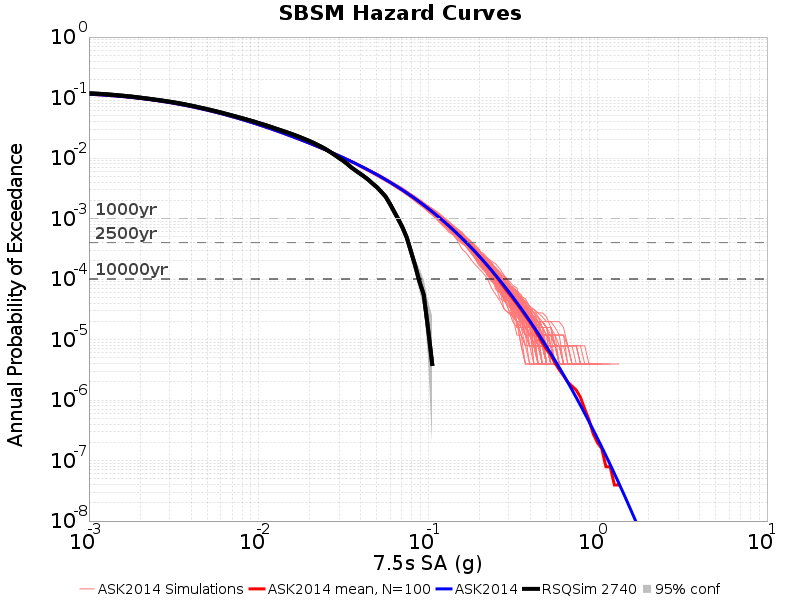 SBSM Hazard Curves
Annual Probability of Exceedance
10^0
10^-1
10^-2
10^-3
10^-4
10^-5
10^-6
10^-7
10^-8
1000yr
2500yr
10000yr
10^-3 10^-2 10^-1 10^0 10^1
7.5s SA (g)
ASK2014 Simulations ASK2014 mean, N=100 ASK2014 RSQSim 2740 95% conf